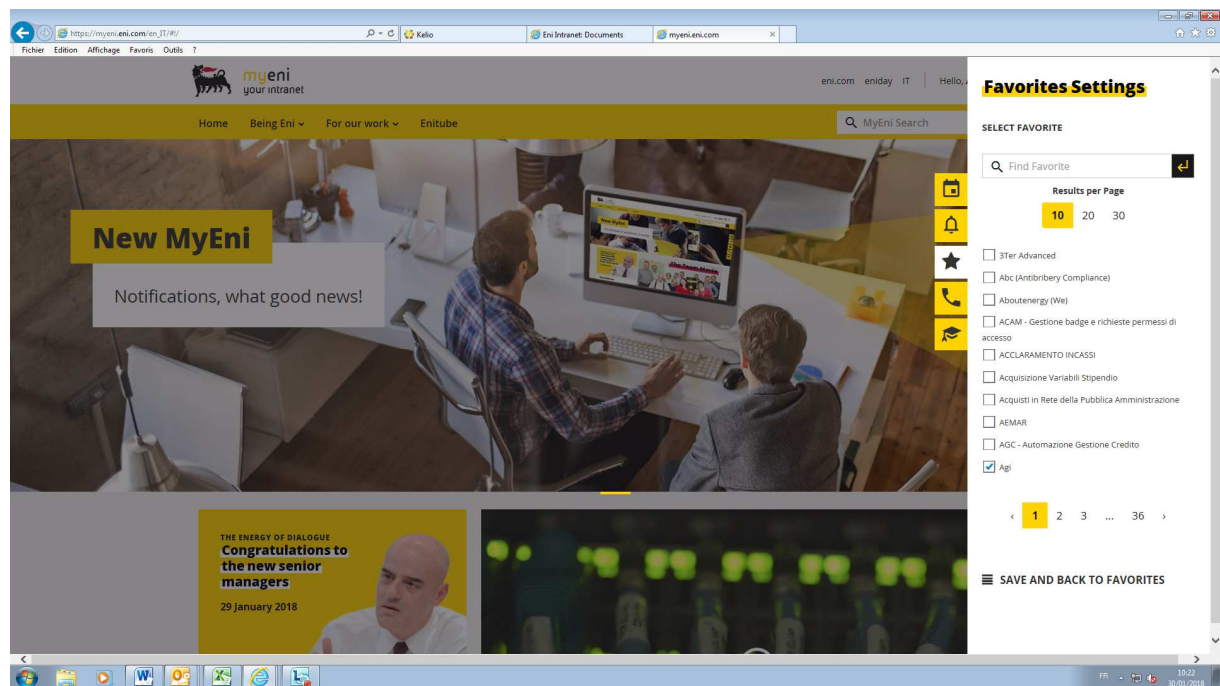 https://myeni.eni.com/en_IT/#!/
Kelio
Eni Intranet: Documents
myeni.eni.com
Fichier Edition Affichage Favoris Outils ?
myeni
your intranet
eni.com eniday IT Hello,
Home Being Eni For our work Enitube
MyEni Search
New MyEni
Notifications, what good news!
THE ENERGY OF DIALOGUE
Congratulations to
the new senior
managers
29 January 2018
Favorites Settings
SELECT FAVORITE
Find Favorite
Results per Page
10 20 30
3Ter Advanced
Abc (Antibribery Compliance)
Aboutenergy (We)
ACAM - Gestione badge e richieste permessi di
accesso
ACCLARAMENTO INCASSI
Acquisizione Variabili Stipendio
Acquisti in Rete della Pubblica Amministrazione
AEMAR
AGC - Automazione Gestione Credito
Agi
‹ 1 2 3 ... 36 ›
SAVE AND BACK TO FAVORITES
FR
10:22
30/01/2018